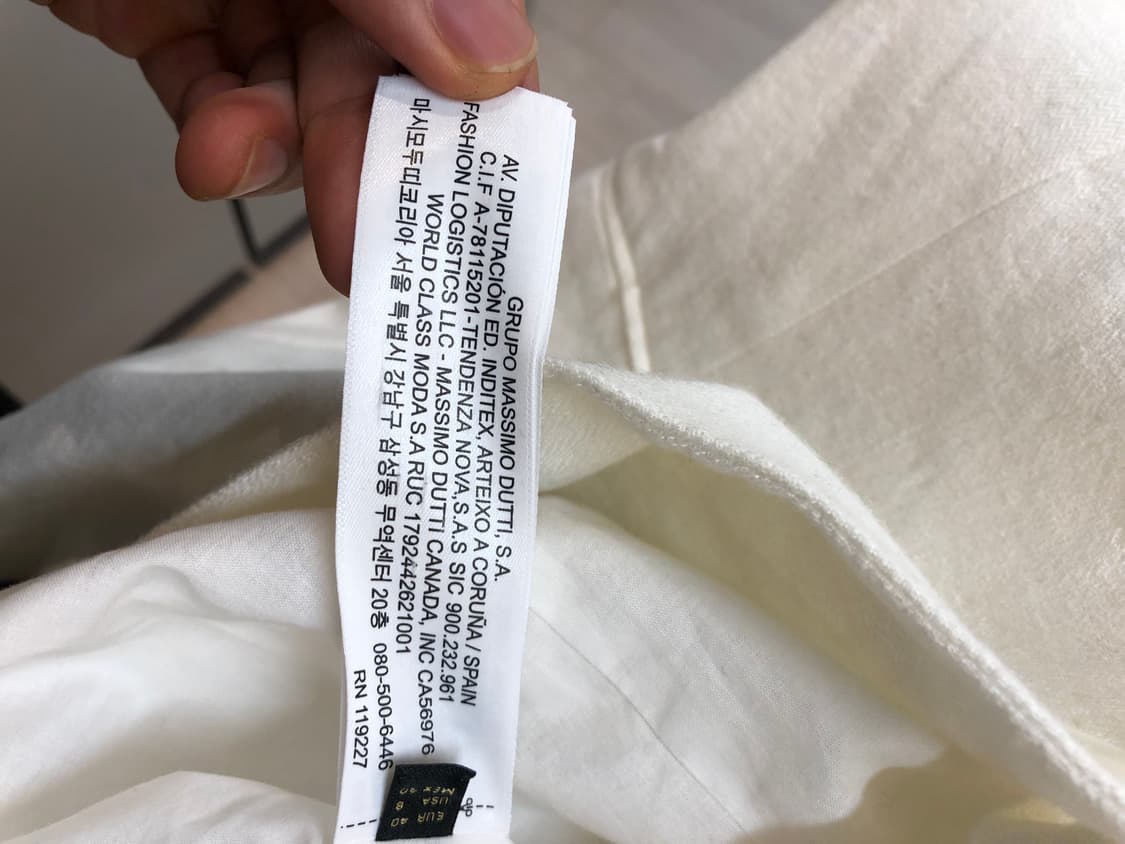 GRUPO MASSIMO DUTTI, S.A.
AV. DIPUTACIÓN ED. INDITEX, ARTEIXO A CORUÑA / SPAIN
C.I.F A-78115201-TENDENZA NOVA,S.A.S SIC 900.232.961
FASHION LOGISTICS LLC - MASSIMO DUTTI CANADA, INC CA56976
WORLD CLASS MODA S.A RUC 1792442621001
마시모두띠코리아 서울 특별시 강남구 삼성동 무역센터 20층 080-500-6446
RN 119227
EUR 40
USA 8
MEX 30